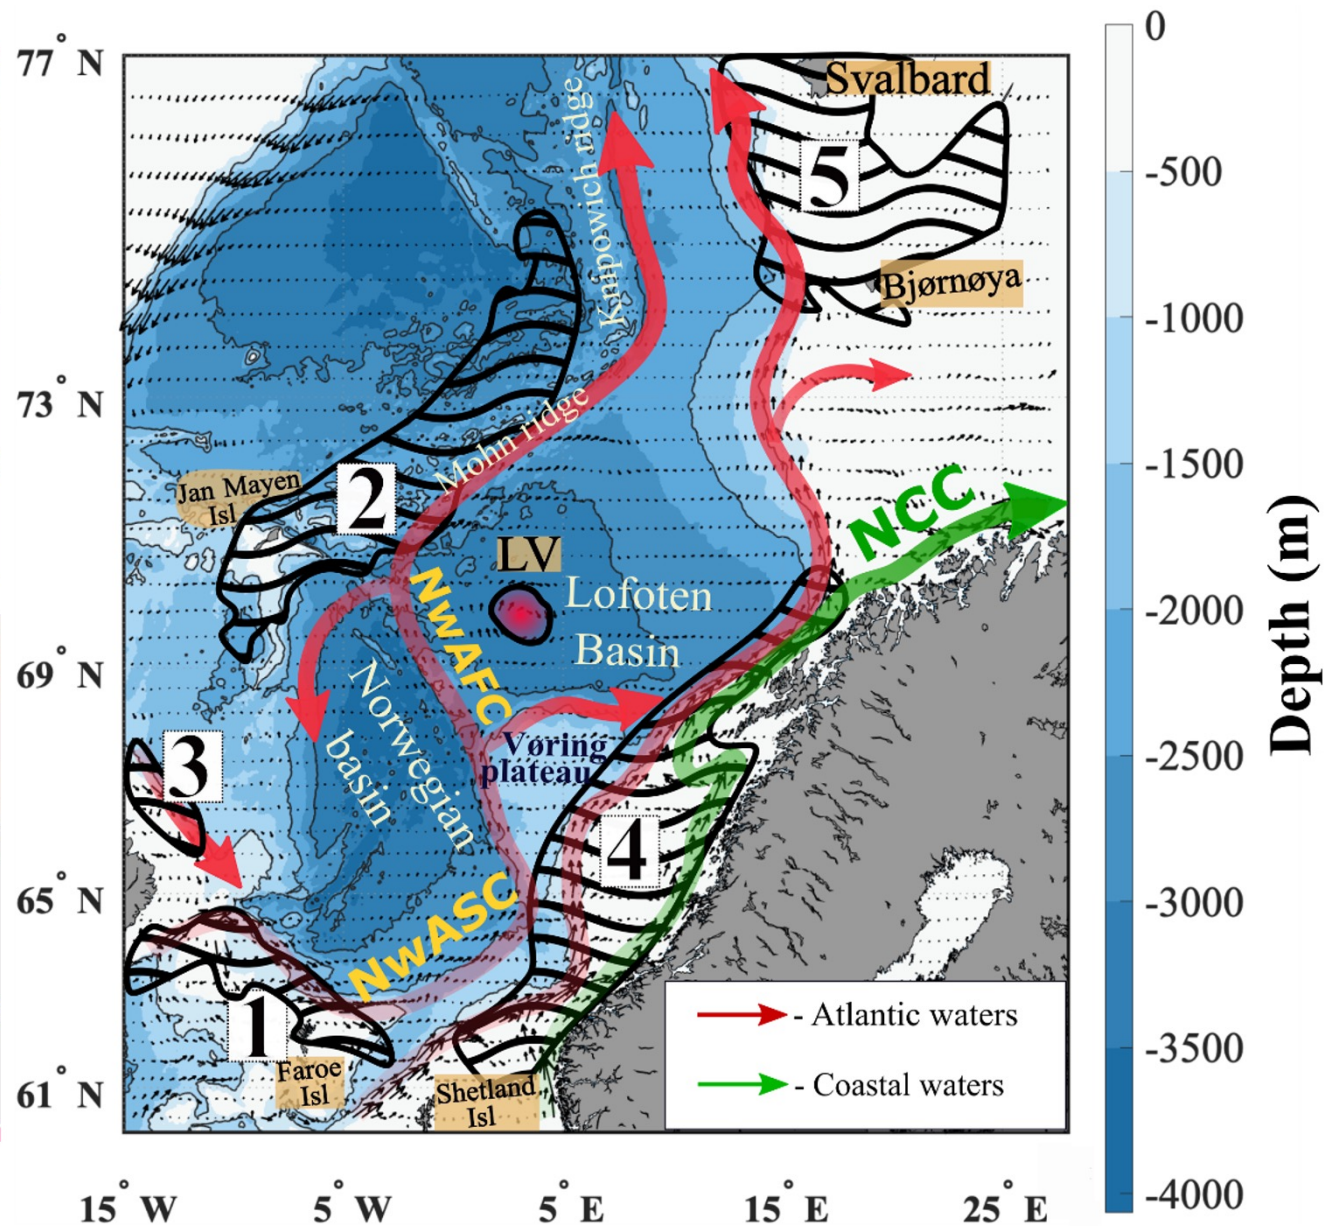 77° N
73° N
69° N
65° N
61° N
15° W
5° W
5° E
15° E
25° E
Svalbard
5
Bjørnøya
Knipowich ridge
Mohn ridge
Jan Mayen
Isl
2
NCC
LV
Lofoten
Basin
NwAFC
Norwegian
basin
Vøring
plateau
3
4
NwASC
1
Faroe
Isl
Shetland
Isl
- Atlantic waters
- Coastal waters
0
-500
-1000
-1500
-2000
-2500
-3000
-3500
-4000
Depth (m)